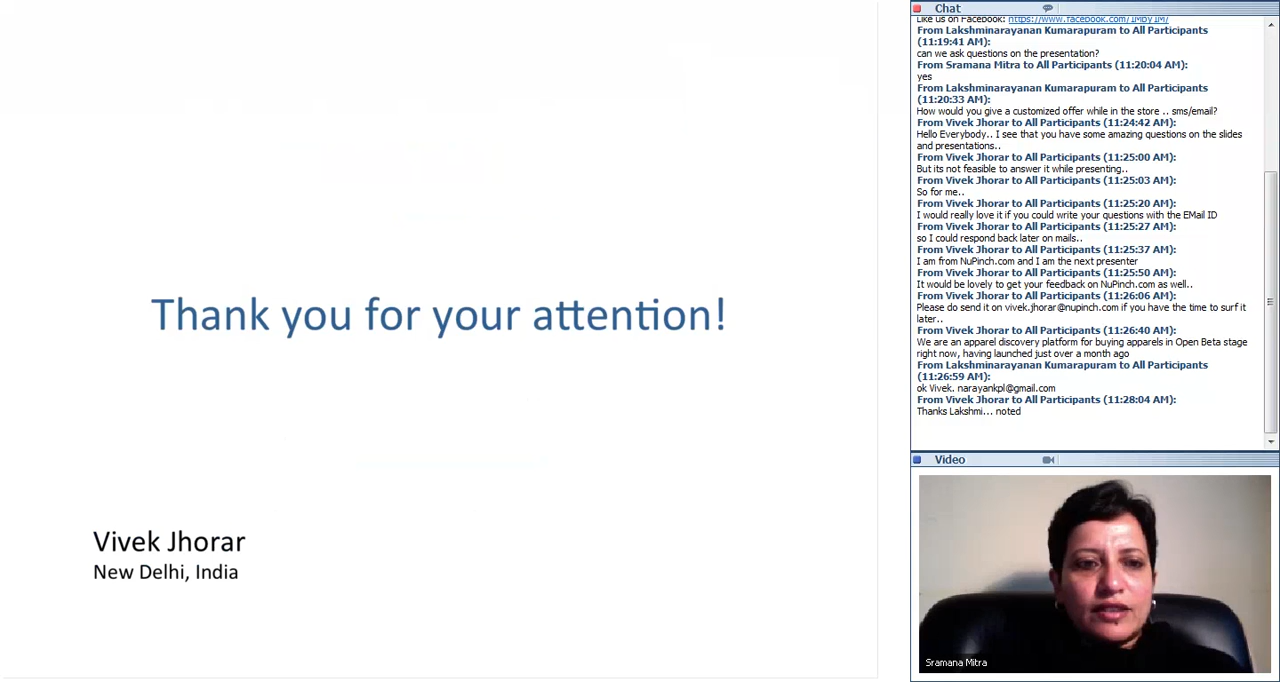 Thank you for your attention!
Vivek Jhorar
New Delhi, India
Chat
Like us on Facebook: https://www.facebook.com/1Mby1M/
From Lakshminarayanan Kumarapuram to All Participants
(11:19:41 AM):
can we ask questions on the presentation?
From Sramana Mitra to All Participants (11:20:04 AM):
yes
From Lakshminarayanan Kumarapuram to All Participants
(11:20:33 AM):
How would you give a customized offer while in the store .. sms/email?
From Vivek Jhorar to All Participants (11:24:42 AM):
Hello Everybody.. I see that you have some amazing questions on the slides
and presentations..
From Vivek Jhorar to All Participants (11:25:00 AM):
But its not feasible to answer it while presenting..
From Vivek Jhorar to All Participants (11:25:03 AM):
So for me..
From Vivek Jhorar to All Participants (11:25:20 AM):
I would really love it if you could write your questions with the EMail ID
From Vivek Jhorar to All Participants (11:25:27 AM):
so I could respond back later on mails..
From Vivek Jhorar to All Participants (11:25:37 AM):
I am from NuPinch.com and I am the next presenter
From Vivek Jhorar to All Participants (11:25:50 AM):
It would be lovely to get your feedback on NuPinch.com as well..
From Vivek Jhorar to All Participants (11:26:06 AM):
Please do send it on vivek.jhorar@nupinch.com if you have the time to surf it
later..
From Vivek Jhorar to All Participants (11:26:40 AM):
We are an apparel discovery platform for buying apparels in Open Beta stage
right now, having launched just over a month ago
From Lakshminarayanan Kumarapuram to All Participants
(11:26:59 AM):
ok Vivek. narayankpl@gmail.com
From Vivek Jhorar to All Participants (11:28:04 AM):
Thanks Lakshmi... noted
Video
Sramana Mitra